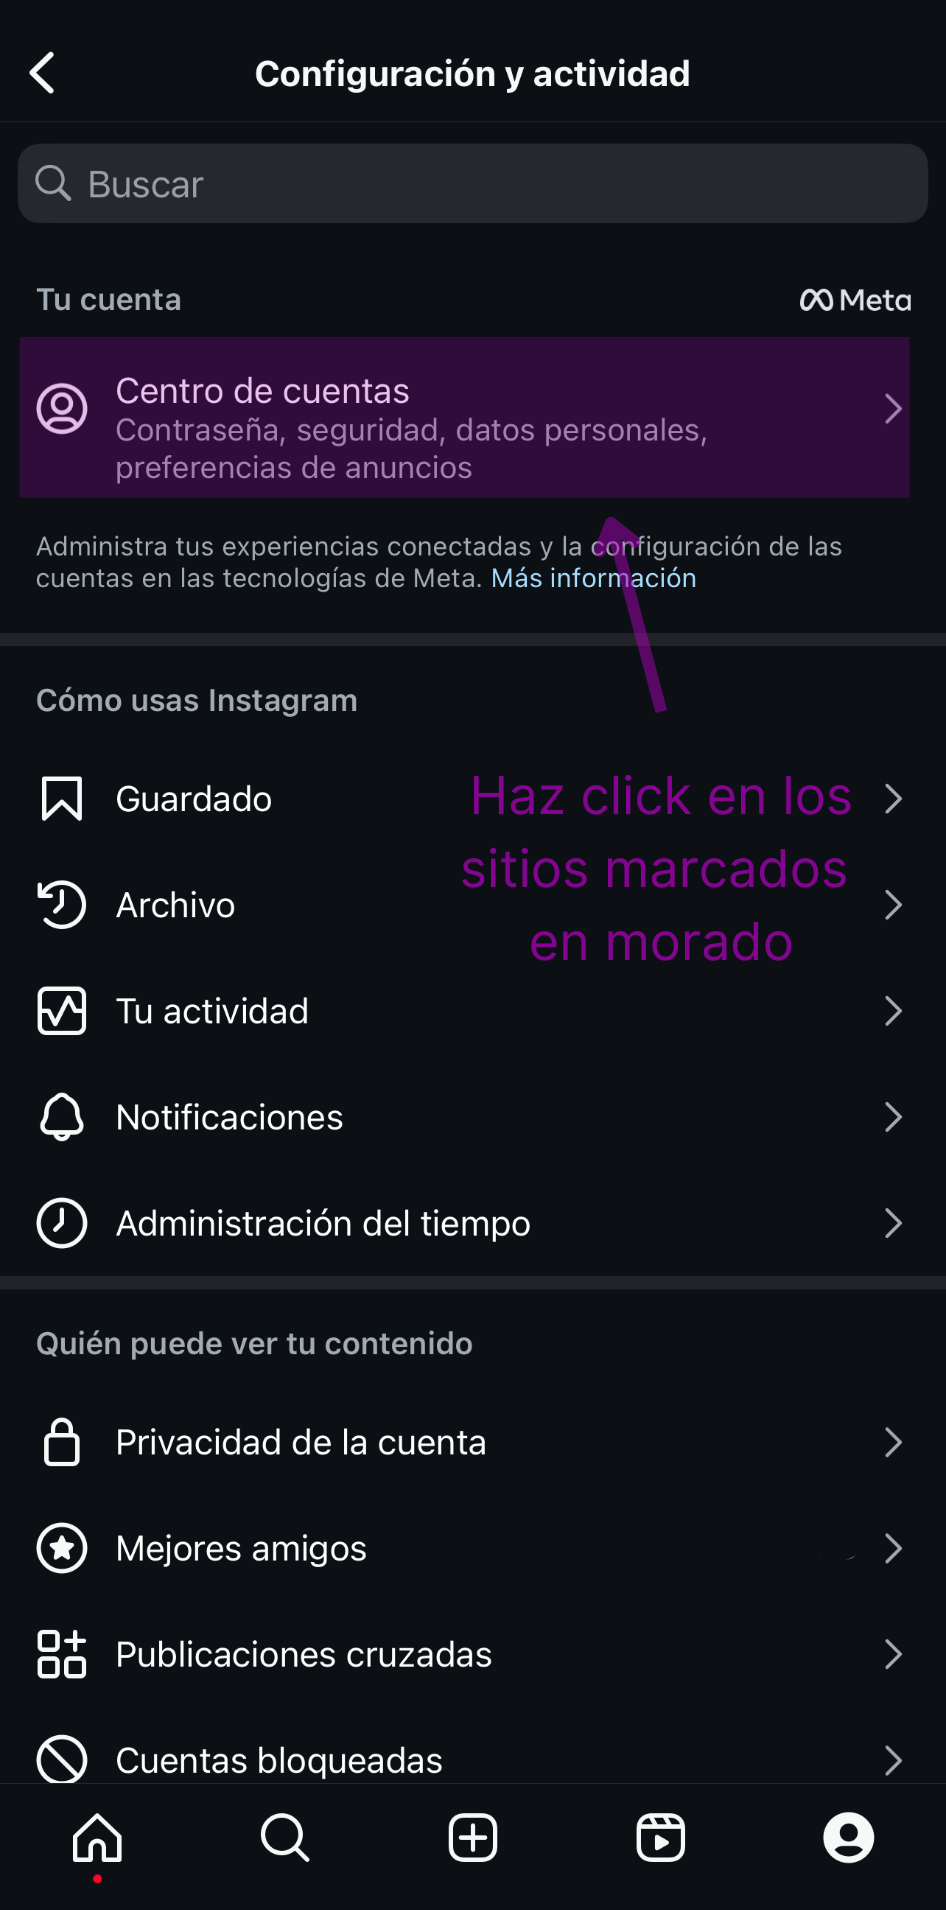 Configuración y actividad
Buscar
Tu cuenta
Meta
Centro de cuentas
Contraseña, seguridad, datos personales,
preferencias de anuncios
Administra tus experiencias conectadas y la configuración de las
cuentas en las tecnologías de Meta. Más información
Cómo usas Instagram
Guardado
Haz click en los
sitios marcados
en morado
Archivo
Tu actividad
Notificaciones
Administración del tiempo
Quién puede ver tu contenido
Privacidad de la cuenta
Mejores amigos
Publicaciones cruzadas
Cuentas bloqueadas